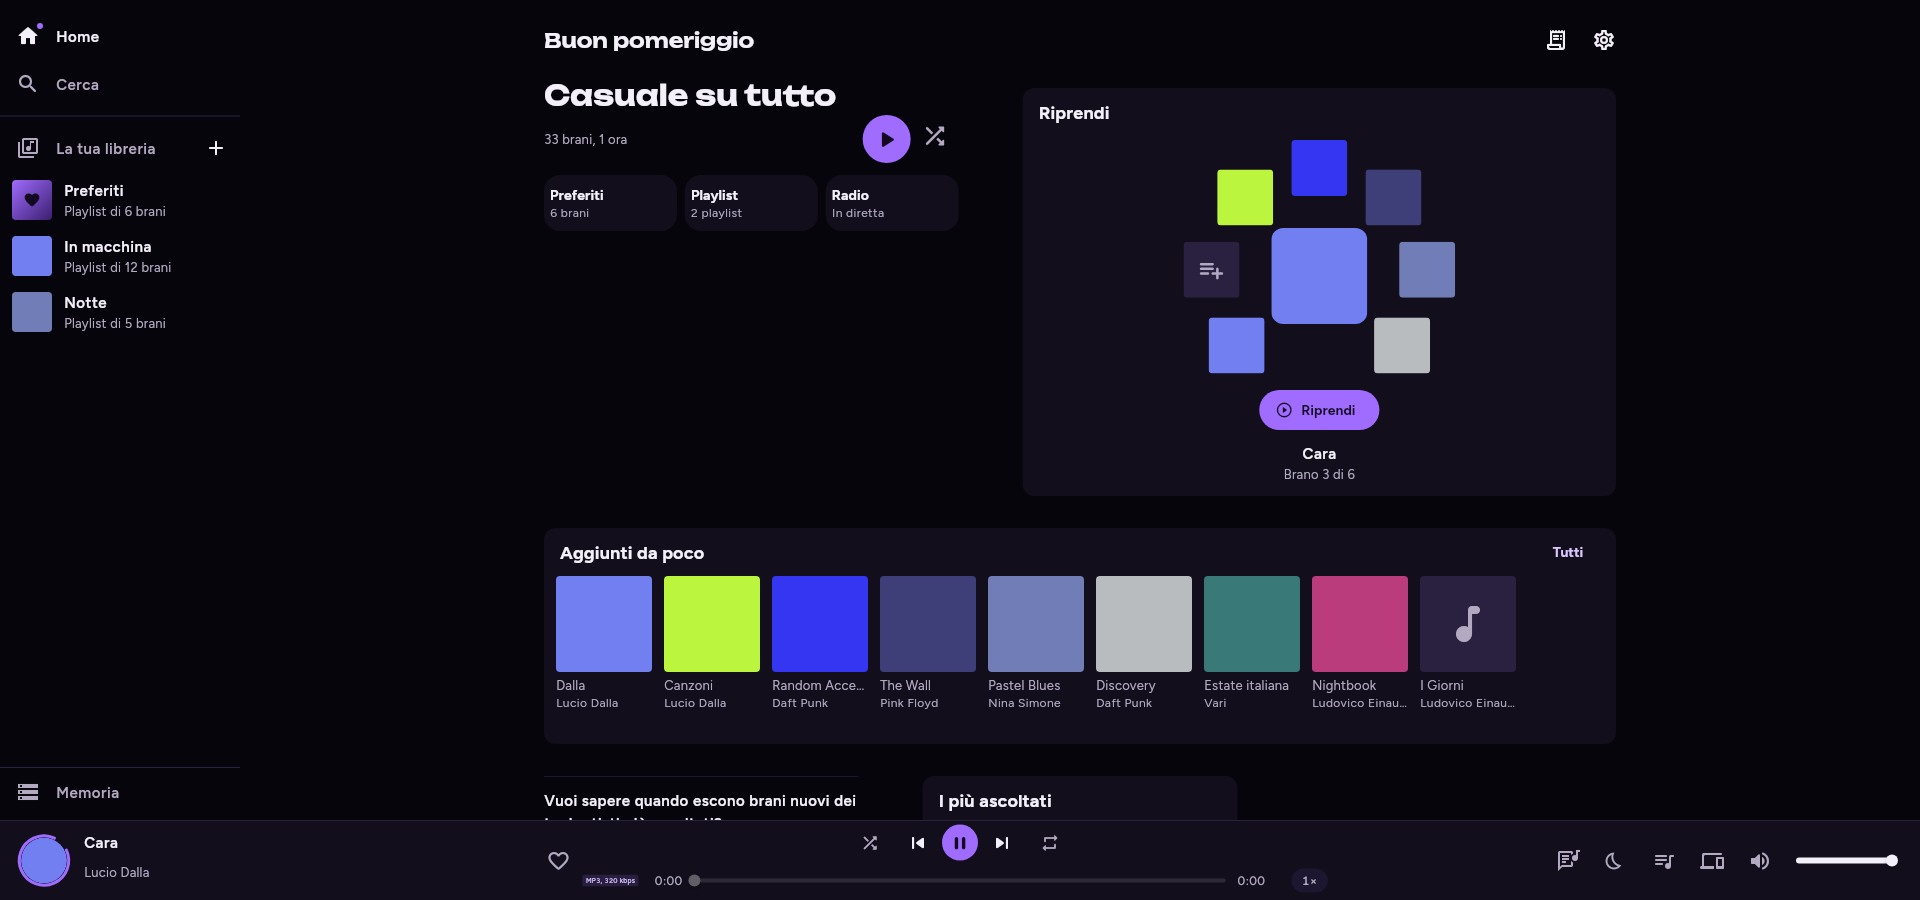 Home
Cerca
La tua libreria
Preferiti
Playlist di 6 brani
In macchina
Playlist di 12 brani
Notte
Playlist di 5 brani
Memoria
Buon pomeriggio
Casuale su tutto
33 brani, 1 ora
Preferiti
6 brani
Playlist
2 playlist
Radio
In diretta
Riprendi
Riprendi
Cara
Brano 3 di 6
Aggiunti da poco
Tutti
Dalla
Lucio Dalla
Canzoni
Lucio Dalla
Random Acce...
Daft Punk
The Wall
Pink Floyd
Pastel Blues
Nina Simone
Discovery
Daft Punk
Estate italiana
Vari
Nightbook
Ludovico Einau...
I Giorni
Ludovico Einau...
Vuoi sapere quando escono brani nuovi dei
I più ascoltati
Cara
Lucio Dalla
MP3, 320 kbps
0:00
0:00
1×